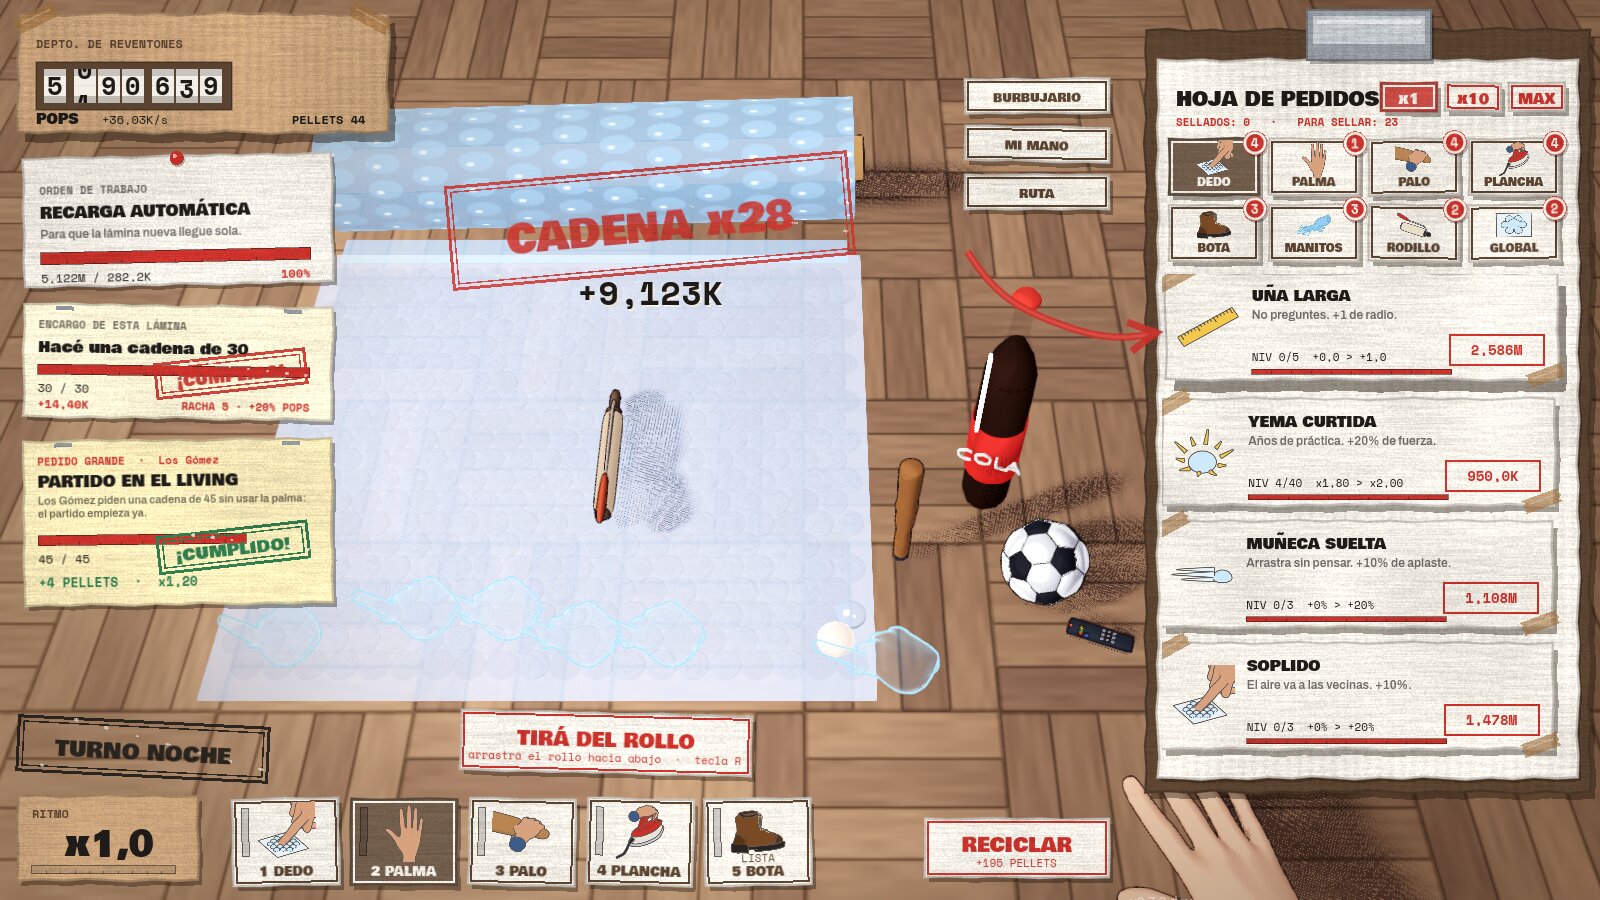 DEPTO. DE REVENTONES
90 639
POPS +36,03K/s PELLETS 44
ORDEN DE TRABAJO
RECARGA AUTOMÁTICA
Para que la lámina nueva llegue sola.
5,122M / 282.2K 100%
ENCARGO DE ESTA LÁMINA
Hacé una cadena de 30
30 / 30
+14,40K RACHA 5 · +20% POPS
PEDIDO GRANDE · Los Gómez
PARTIDO EN EL LIVING
Los Gómez piden una cadena de 45 sin usar la palma:
el partido empieza ya.
¡CUMPLIDO!
45 / 45
+4 PELLETS · x1,20
CADENA x28
+9,123K
COLA
BURBUJARIO
MI MANO
RUTA
HOJA DE PEDIDOS x1 x10 MAX
SELLADOS: 0 · PARA SELLAR: 23
4 1 4 4
DEDO PALMA PALO PLANCHA
3 3 2 2
BOTA MANITOS RODILLO GLOBAL
UÑA LARGA
No preguntes. +1 de radio.
NIV 0/5 +0,0 > +1,0 2,586M
YEMA CURTIDA
Años de práctica. +20% de fuerza.
NIV 4/40 x1,80 > x2,00 950,0K
MUÑECA SUELTA
Arrastra sin pensar. +10% de aplaste.
NIV 0/3 +0% > +20% 1,108M
SOPLIDO
El aire va a las vecinas. +10%.
NIV 0/3 +0% > +20% 1,478M
TURNO NOCHE
TIRÁ DEL ROLLO
arrastrá el rollo hacia abajo · tecla R
RITMO
x1,0
1 DEDO
2 PALMA
3 PALO
4 PLANCHA
LISTA
5 BOTA
RECICLAR
+195 PELLETS